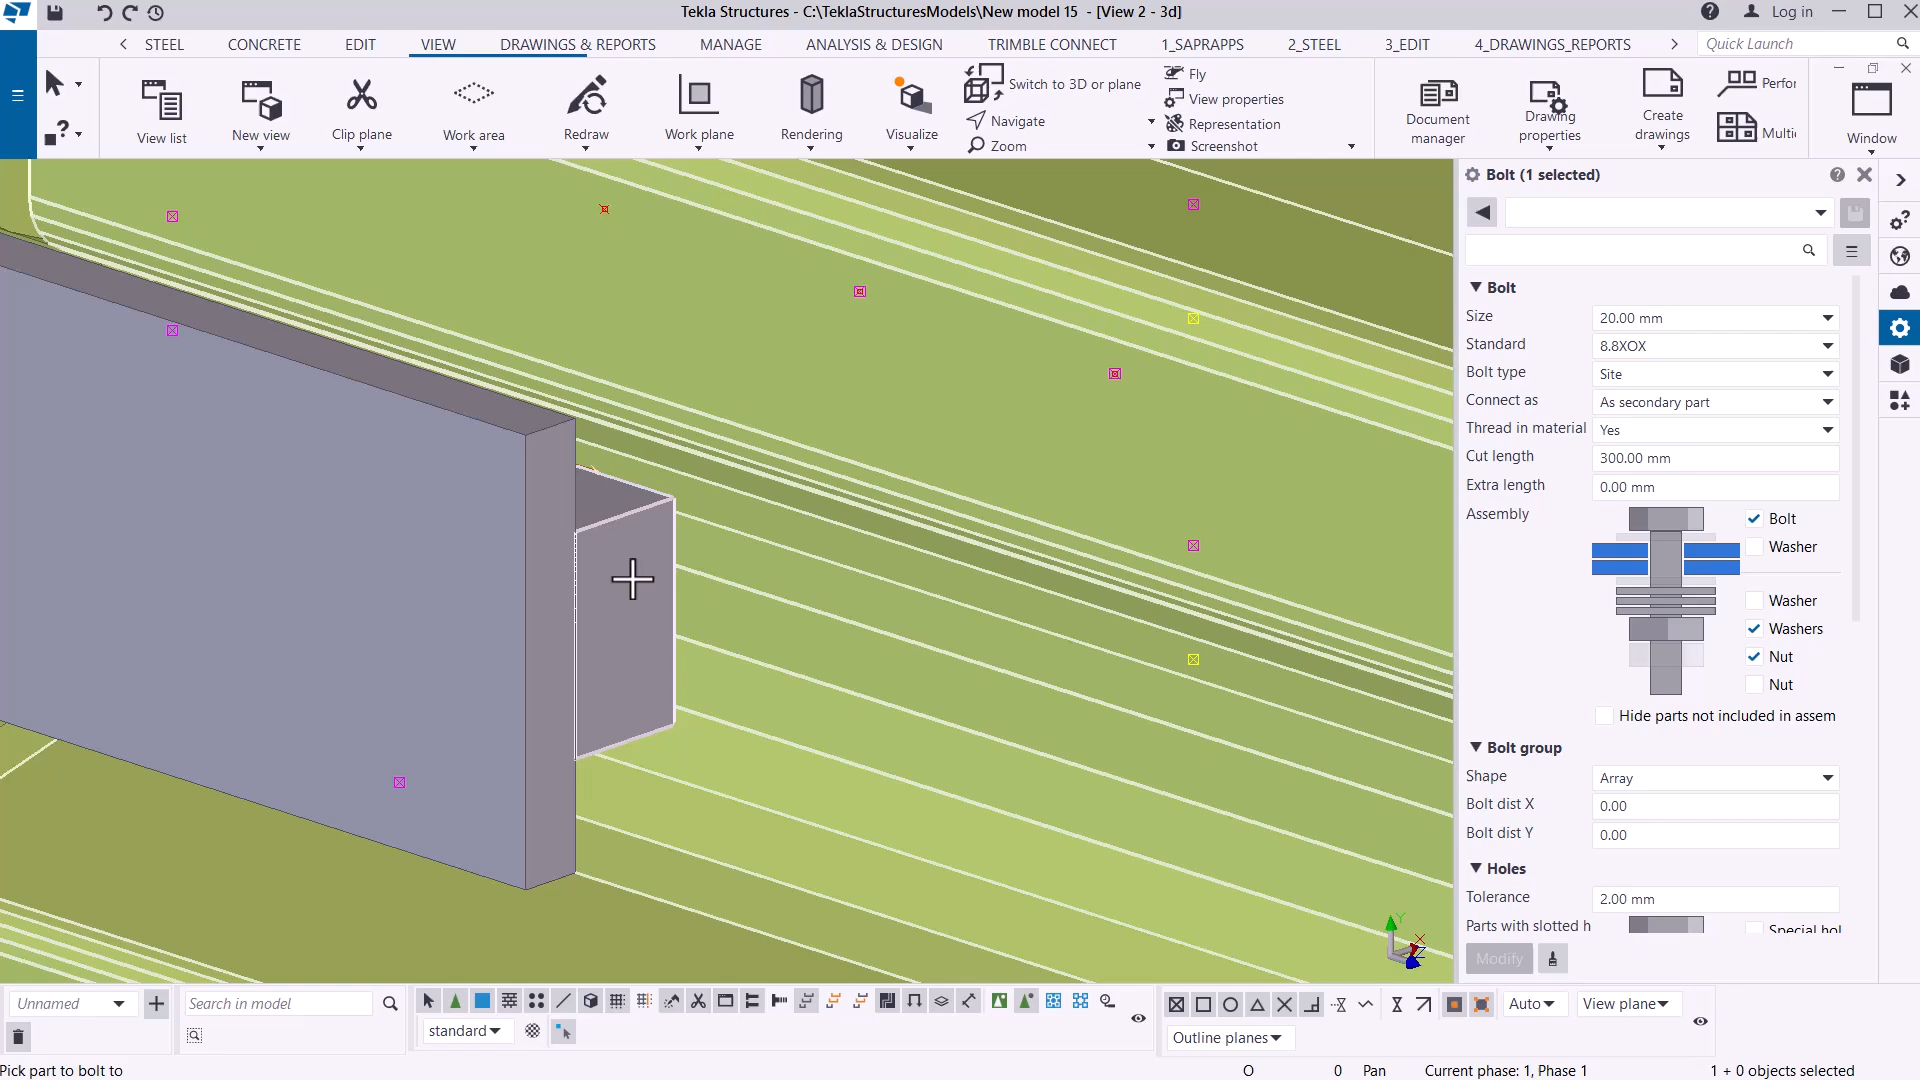 Tekla Structures - C:\TeklaStructuresModels\New model 15 - [View 2 - 3d]
Log in
STEEL
CONCRETE
EDIT
VIEW
DRAWINGS & REPORTS
MANAGE
ANALYSIS & DESIGN
TRIMBLE CONNECT
1_SAPRAPPS
2_STEEL
3_EDIT
4_DRAWINGS_REPORTS
Quick Launch
View list
New view
Clip plane
Work area
Redraw
Work plane
Rendering
Visualize
Switch to 3D or plane
Navigate
Zoom
Fly
View properties
Representation
Screenshot
Document manager
Drawing properties
Create drawings
Perfor
Multi
Window
Bolt (1 selected)
Bolt
Size
20.00 mm
Standard
8.8XOX
Bolt type
Site
Connect as
As secondary part
Thread in material
Yes
Cut length
300.00 mm
Extra length
0.00 mm
Assembly
Bolt
Washer
Washer
Washers
Nut
Nut
Hide parts not included in assem
Bolt group
Shape
Array
Bolt dist X
0.00
Bolt dist Y
0.00
Holes
Tolerance
2.00 mm
Parts with slotted h
Special hol
Modify
Y
X
Z
Unnamed
Search in model
standard
Auto
View plane
Outline planes
Pick part to bolt to
O
0
Pan
Current phase: 1, Phase 1
1 + 0 objects selected